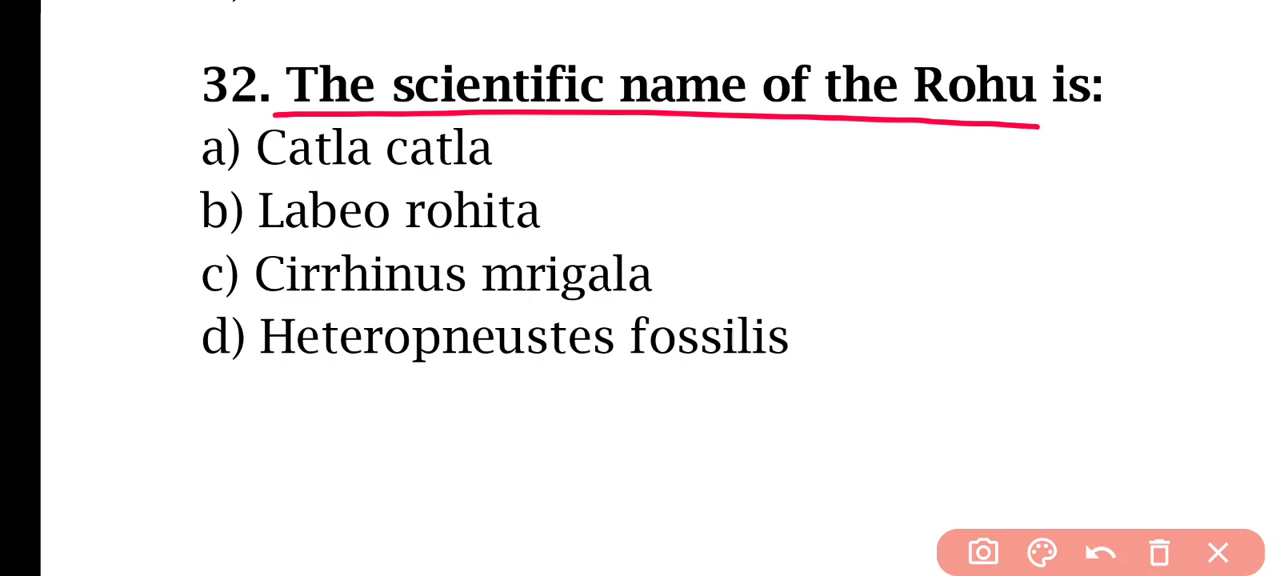 32. The scientific name of the Rohu is:
a) Catla catla
b) Labeo rohita
c) Cirrhinus mrigala
d) Heteropneustes fossilis